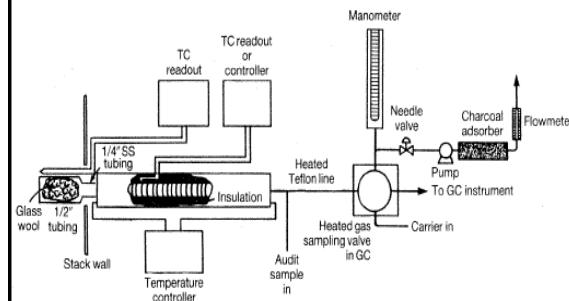 Manometer
TC
readout
TC readout
or
controller
Needle
valve
Charcoal
adsorber
Flowmete
1/4" SS
tubing
Heated
Teflon line
Pump
To GC instrument
Insulation
Glass
wool
1/2"
tubing
Stack wall
Heated gas
sampling valve
in GC
Carrier in
Audit
sample
in
Temperature
controller